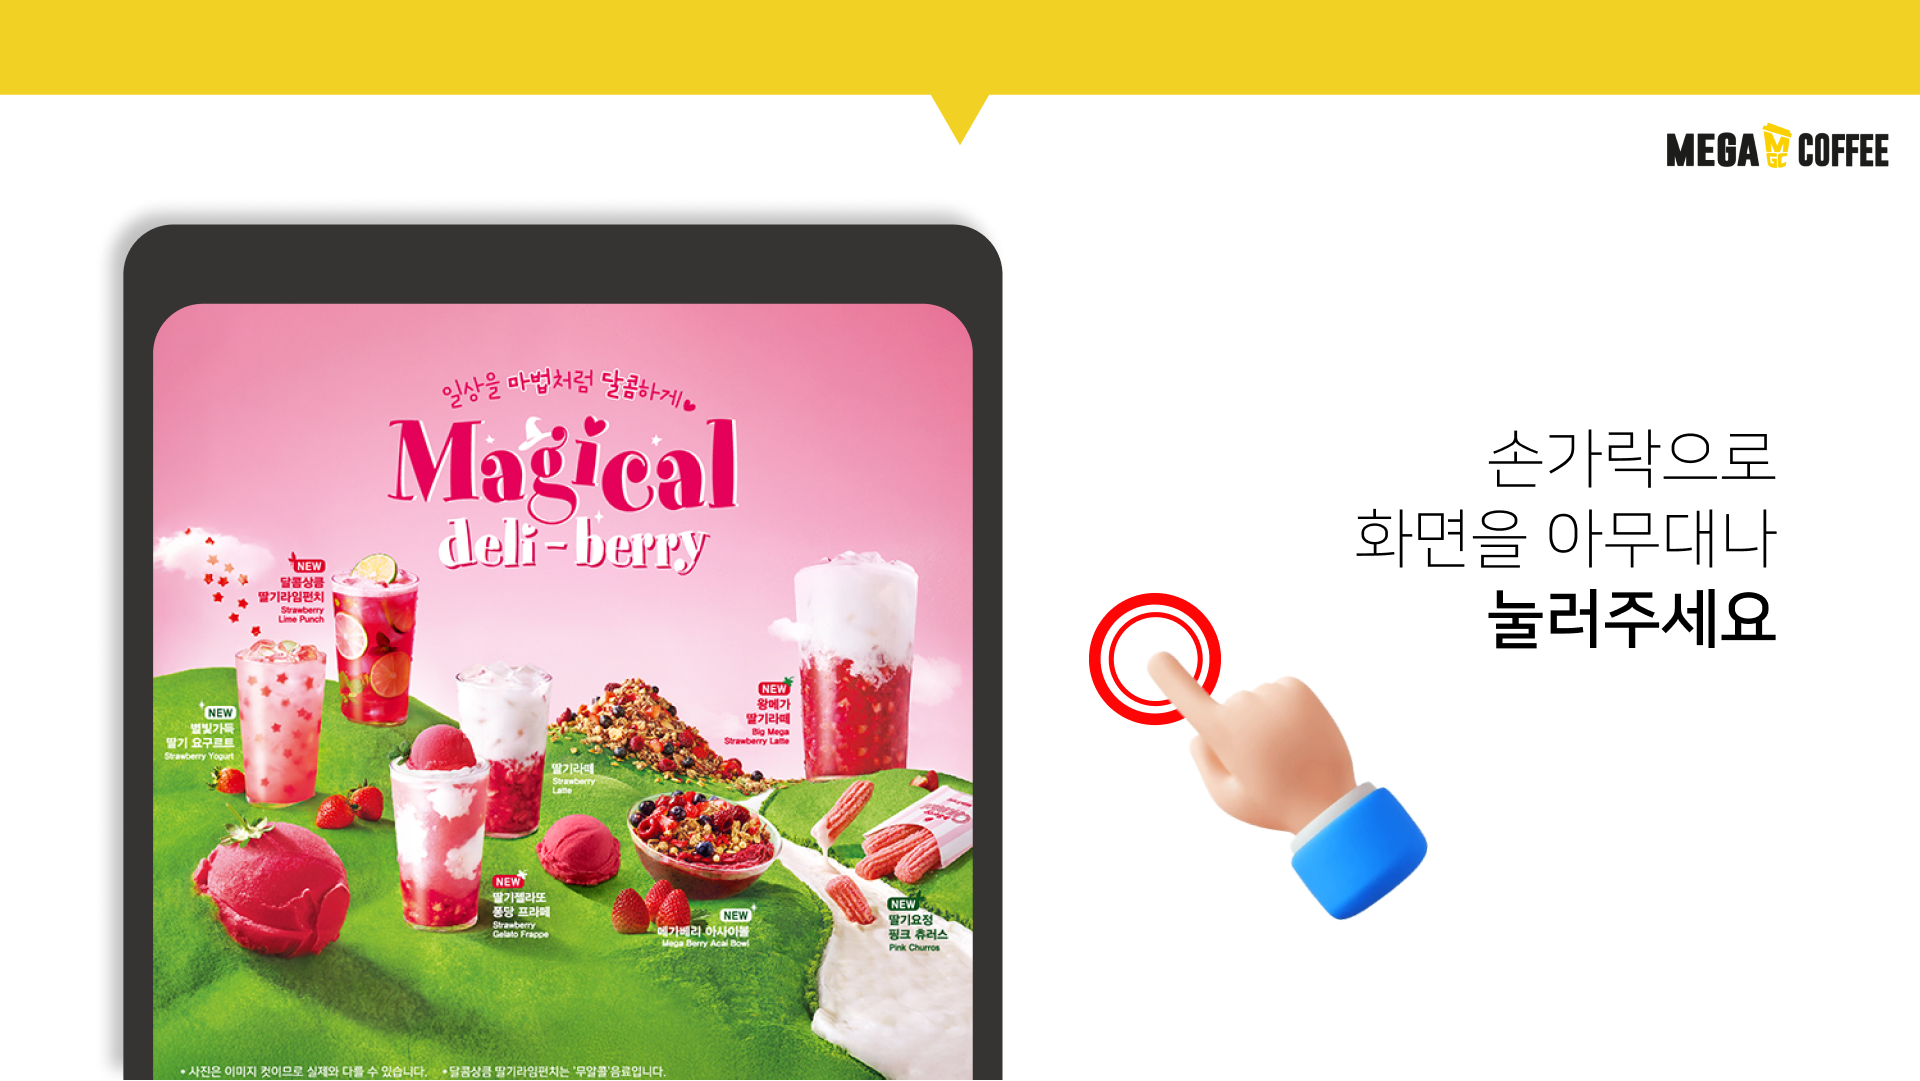 MEGA MGC COFFEE
일상을 마법처럼 달콤하게
Magical
deli-berry
NEW
달콤상큼
딸기라임펀치
Strawberry
Lime Punch
NEW
별빛가득
딸기 요구르트
Strawberry Yogurt
NEW
왕메가
딸기라떼
Big Mega
Strawberry Latte
딸기라떼
Strawberry
Latte
NEW
딸기젤라또
퐁당 프라페
Strawberry
Gelato Frappe
NEW
메가베리 아사이볼
Mega Berry Acai Bowl
NEW
딸기요정
핑크 츄러스
Pink Churros
• 사진은 이미지 컷이므로 실제와 다를 수 있습니다. • 달콤상큼 딸기라임펀치는 '무알콜'음료입니다.
손가락으로
화면을 아무대나
눌러주세요